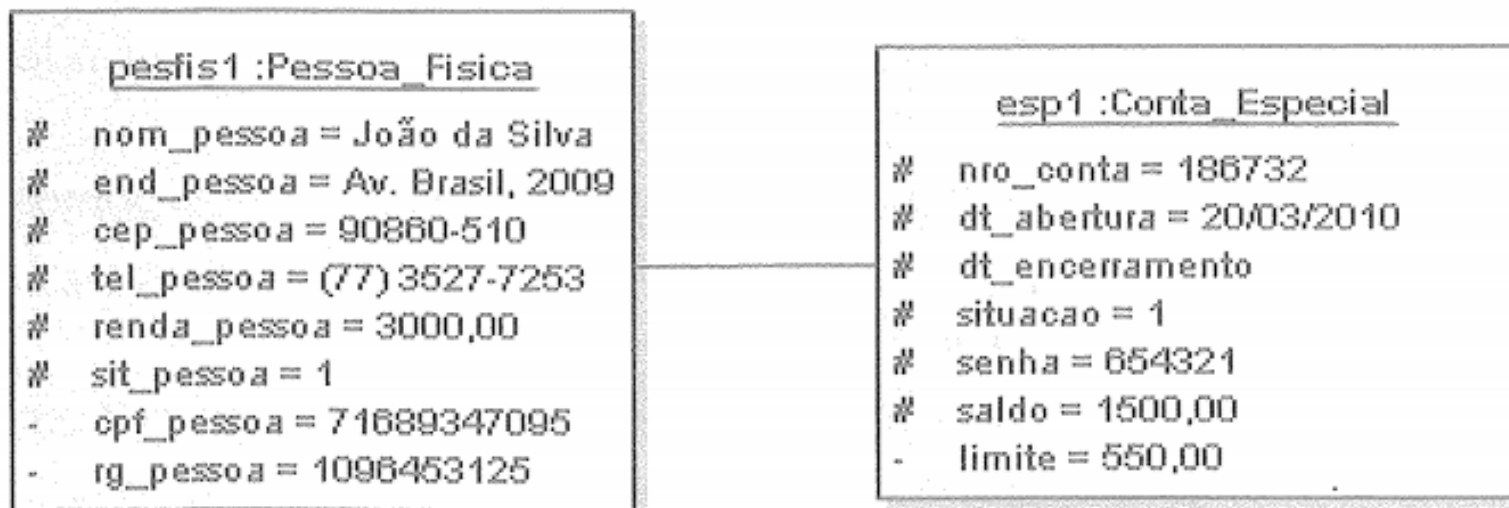 pesfis1 :Pessoa_Fisica
# nom_pessoa = João da Silva
# end_pessoa = Av. Brasil, 2009
# cep_pessoa = 90860-510
# tel_pessoa = (77) 3527-7253
# renda_pessoa = 3000,00
# sit_pessoa = 1
- cpf_pessoa = 71689347095
- rg_pessoa = 1096453125
esp1 :Conta_Especial
# nro_conta = 186732
# dt_abertura = 20/03/2010
# dt_encerramento
# situacao = 1
# senha = 654321
# saldo = 1500,00
- limite = 550,00